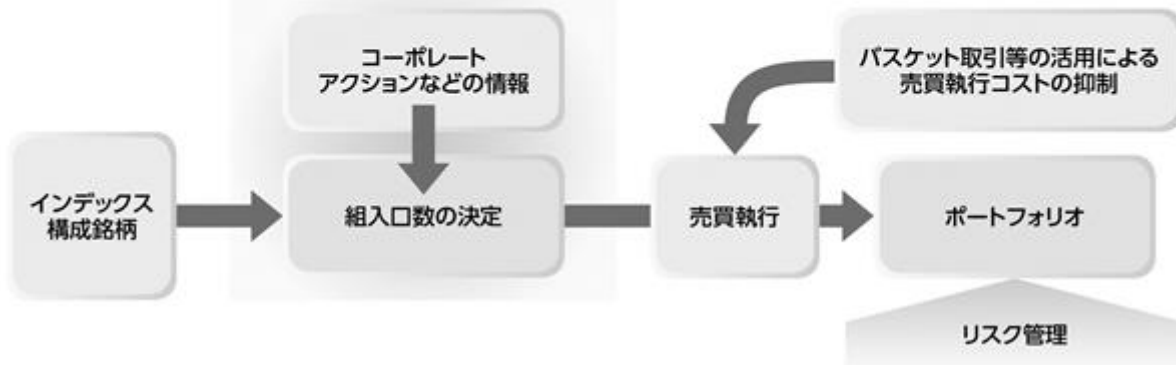 コーポレート
アクションなどの情報
バスケット取引等の活用による
売買執行コストの抑制
インデックス
構成銘柄
組入口数の決定
売買執行
ポートフォリオ
リスク管理